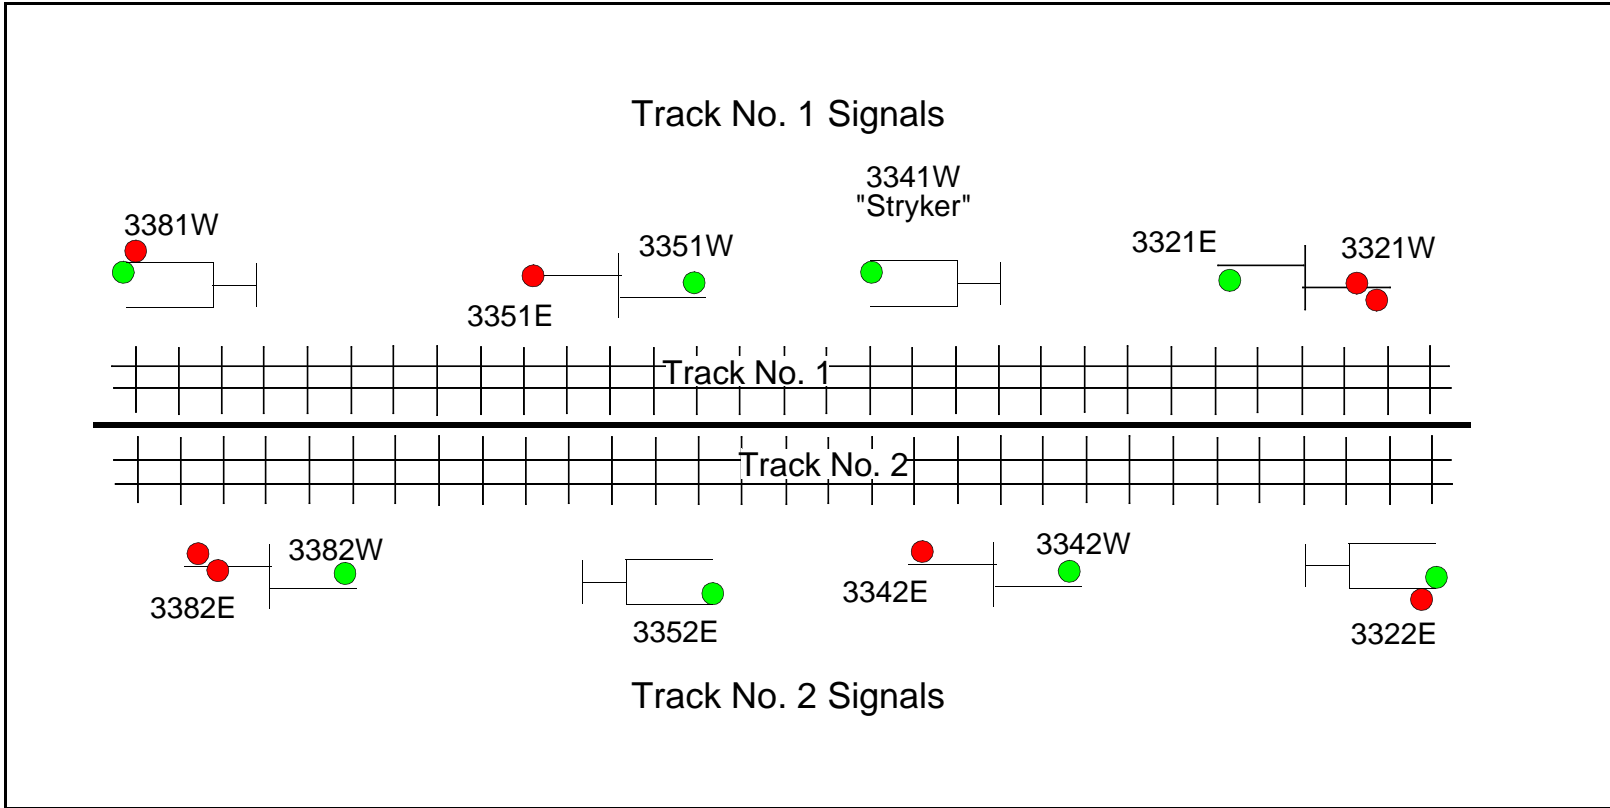 Track No. 1 Signals
3341W
"Stryker"
3381W
3351W
3321E
3321W
3351E
Track No. 1
Track No. 2
3382W
3342W
3382E
3342E
3352E
3322E
Track No. 2 Signals